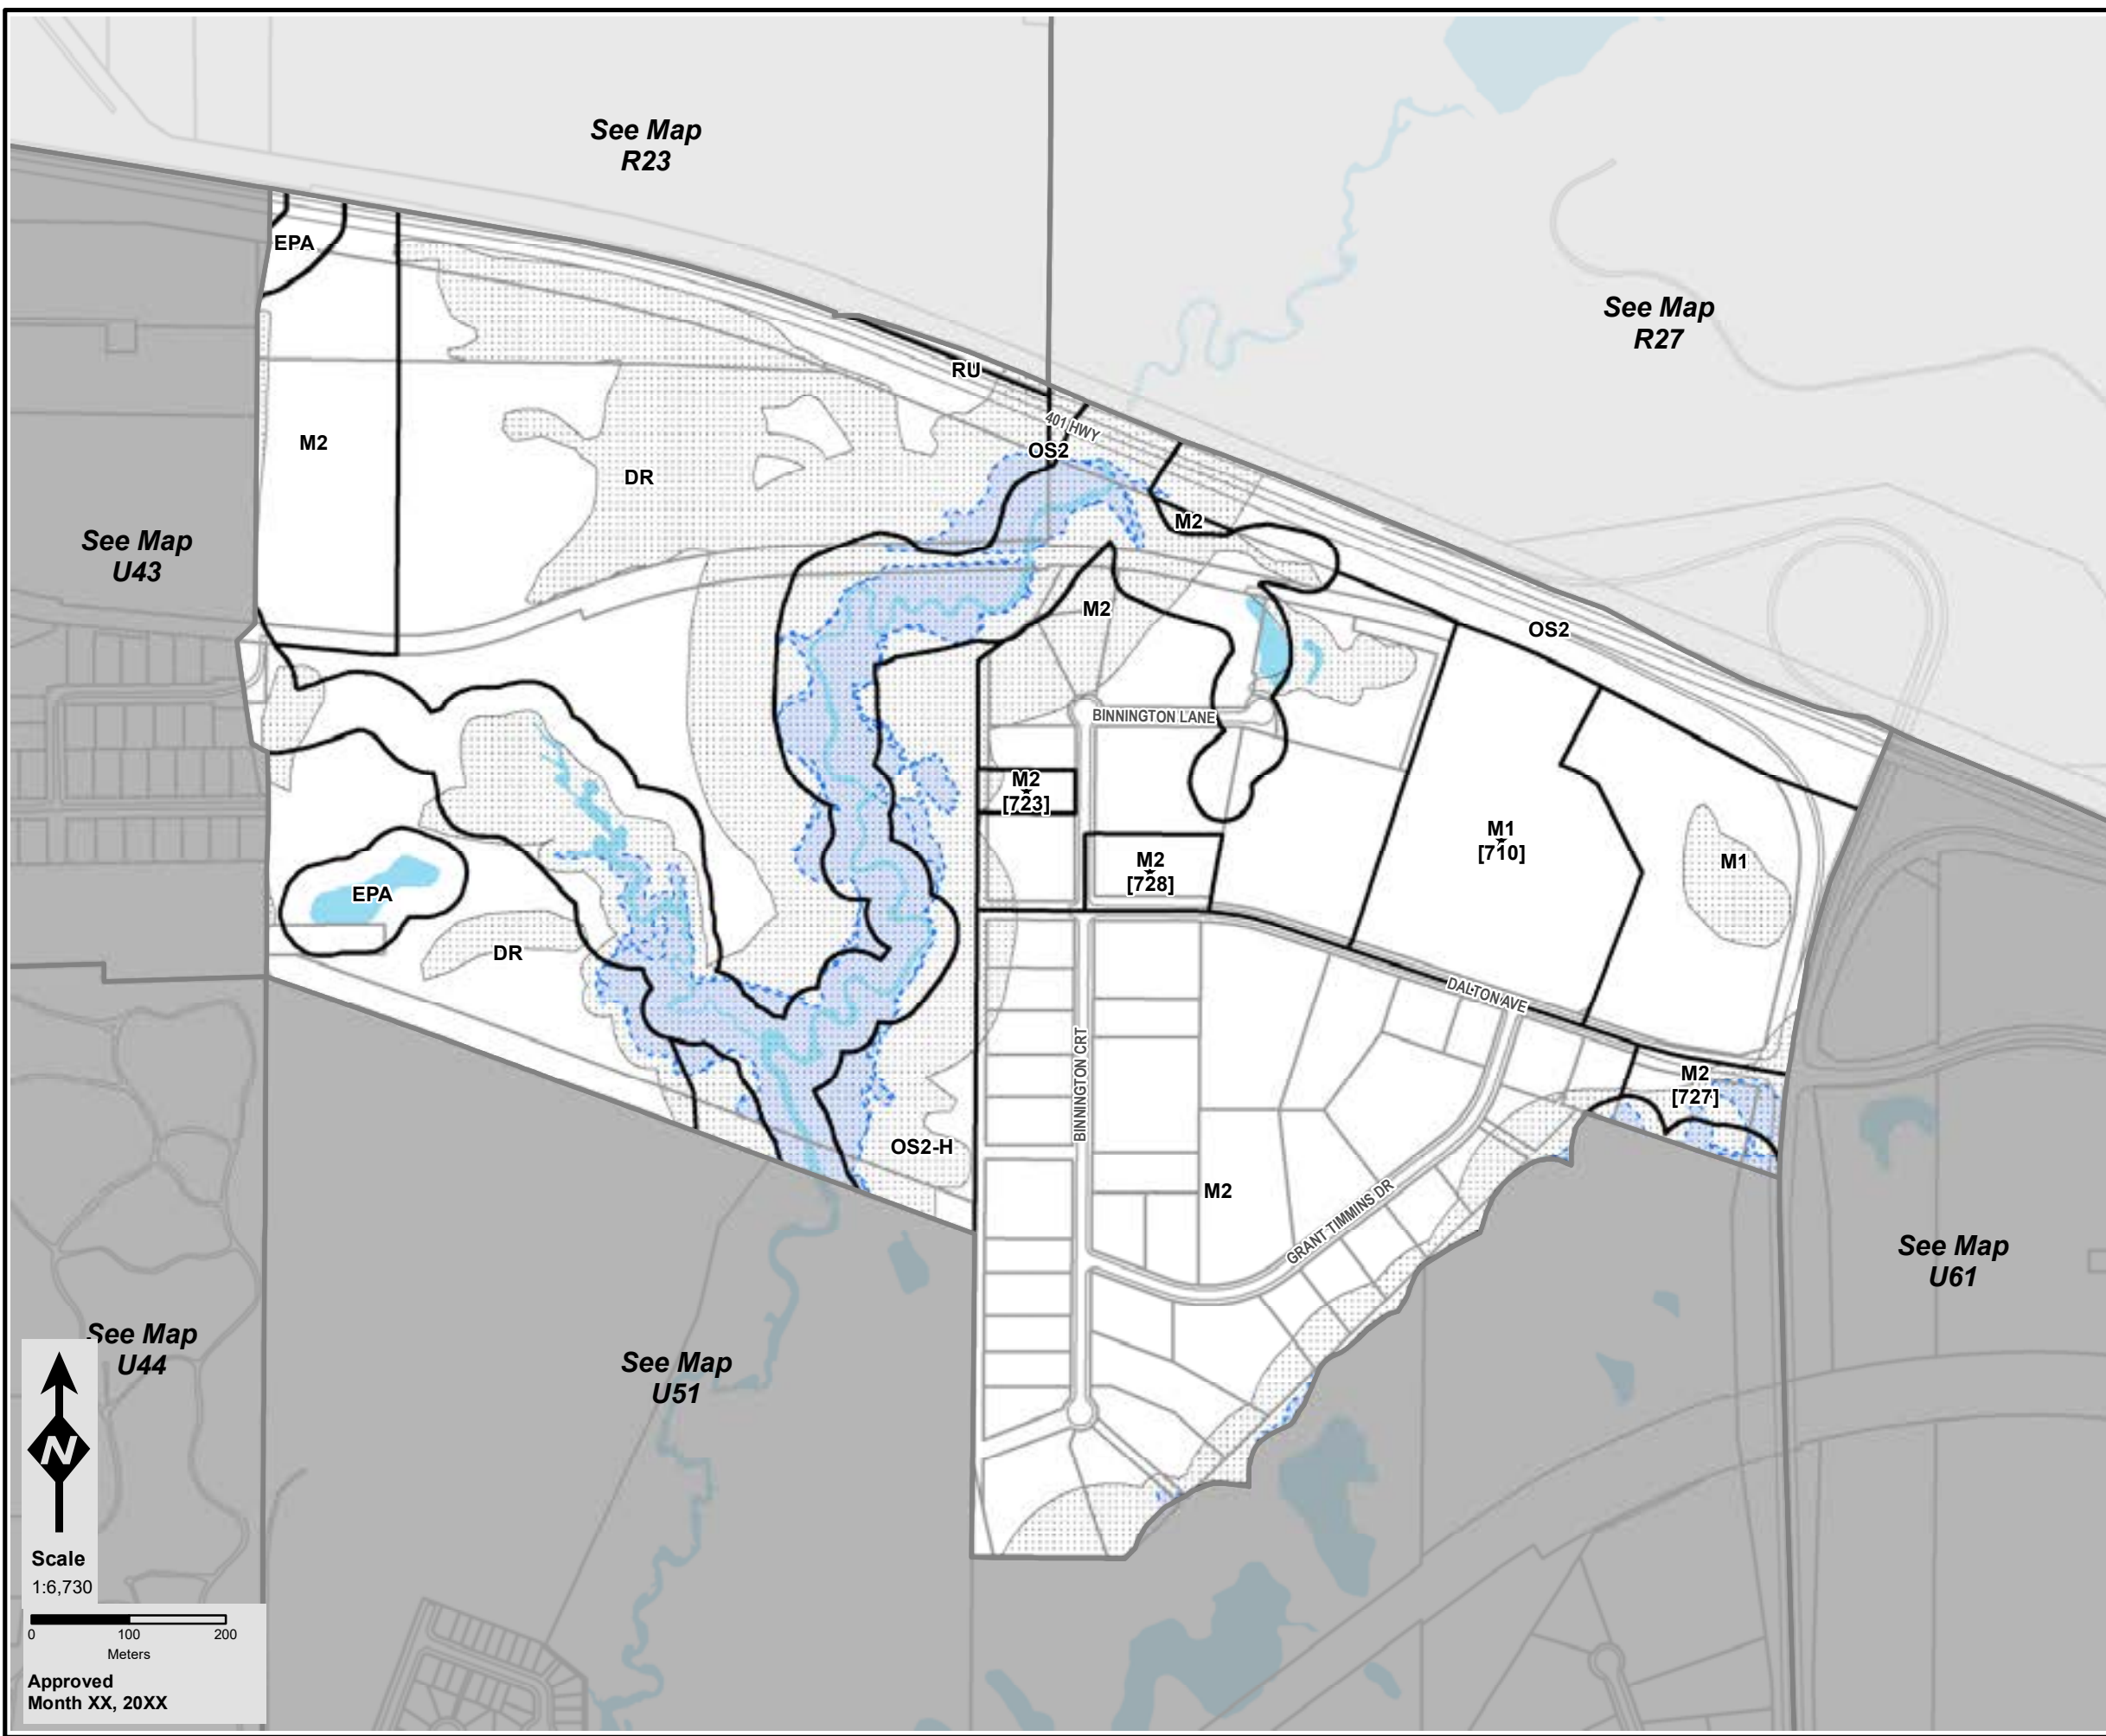 See Map
R23
See Map
R27
EPA
RU
401 HWY
OS2
M2
DR
M2
See Map
U43
M2
OS2
BINNINGTON LANE
M2
[723]
M2
[728]
M1
[710]
M1
EPA
DR
DALTON AVE
BINNINGTON CRT
M2
[727]
OS2-H
M2
GRANT TIMMINS DR
See Map
U61
See Map
U44
See Map
U51
N
Scale
1:6,730
0 100 200
Meters
Approved
Month XX, 20XX